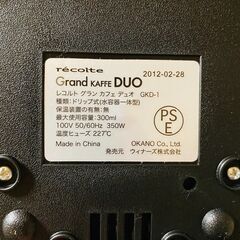 récolte
Grand KAFFE DUO
2012-02-28
レコルト グラン カフェ デュオ GKD-1
種類：ドリップ式(水容器一体型)
保温装置の有無：無
最大使用容量：300ml
100V 50/60Hz 350W
温度ヒューズ 227℃
Made in China
OKANO Co., Ltd.
発売元 ウィナーズ株式会社
PS
E